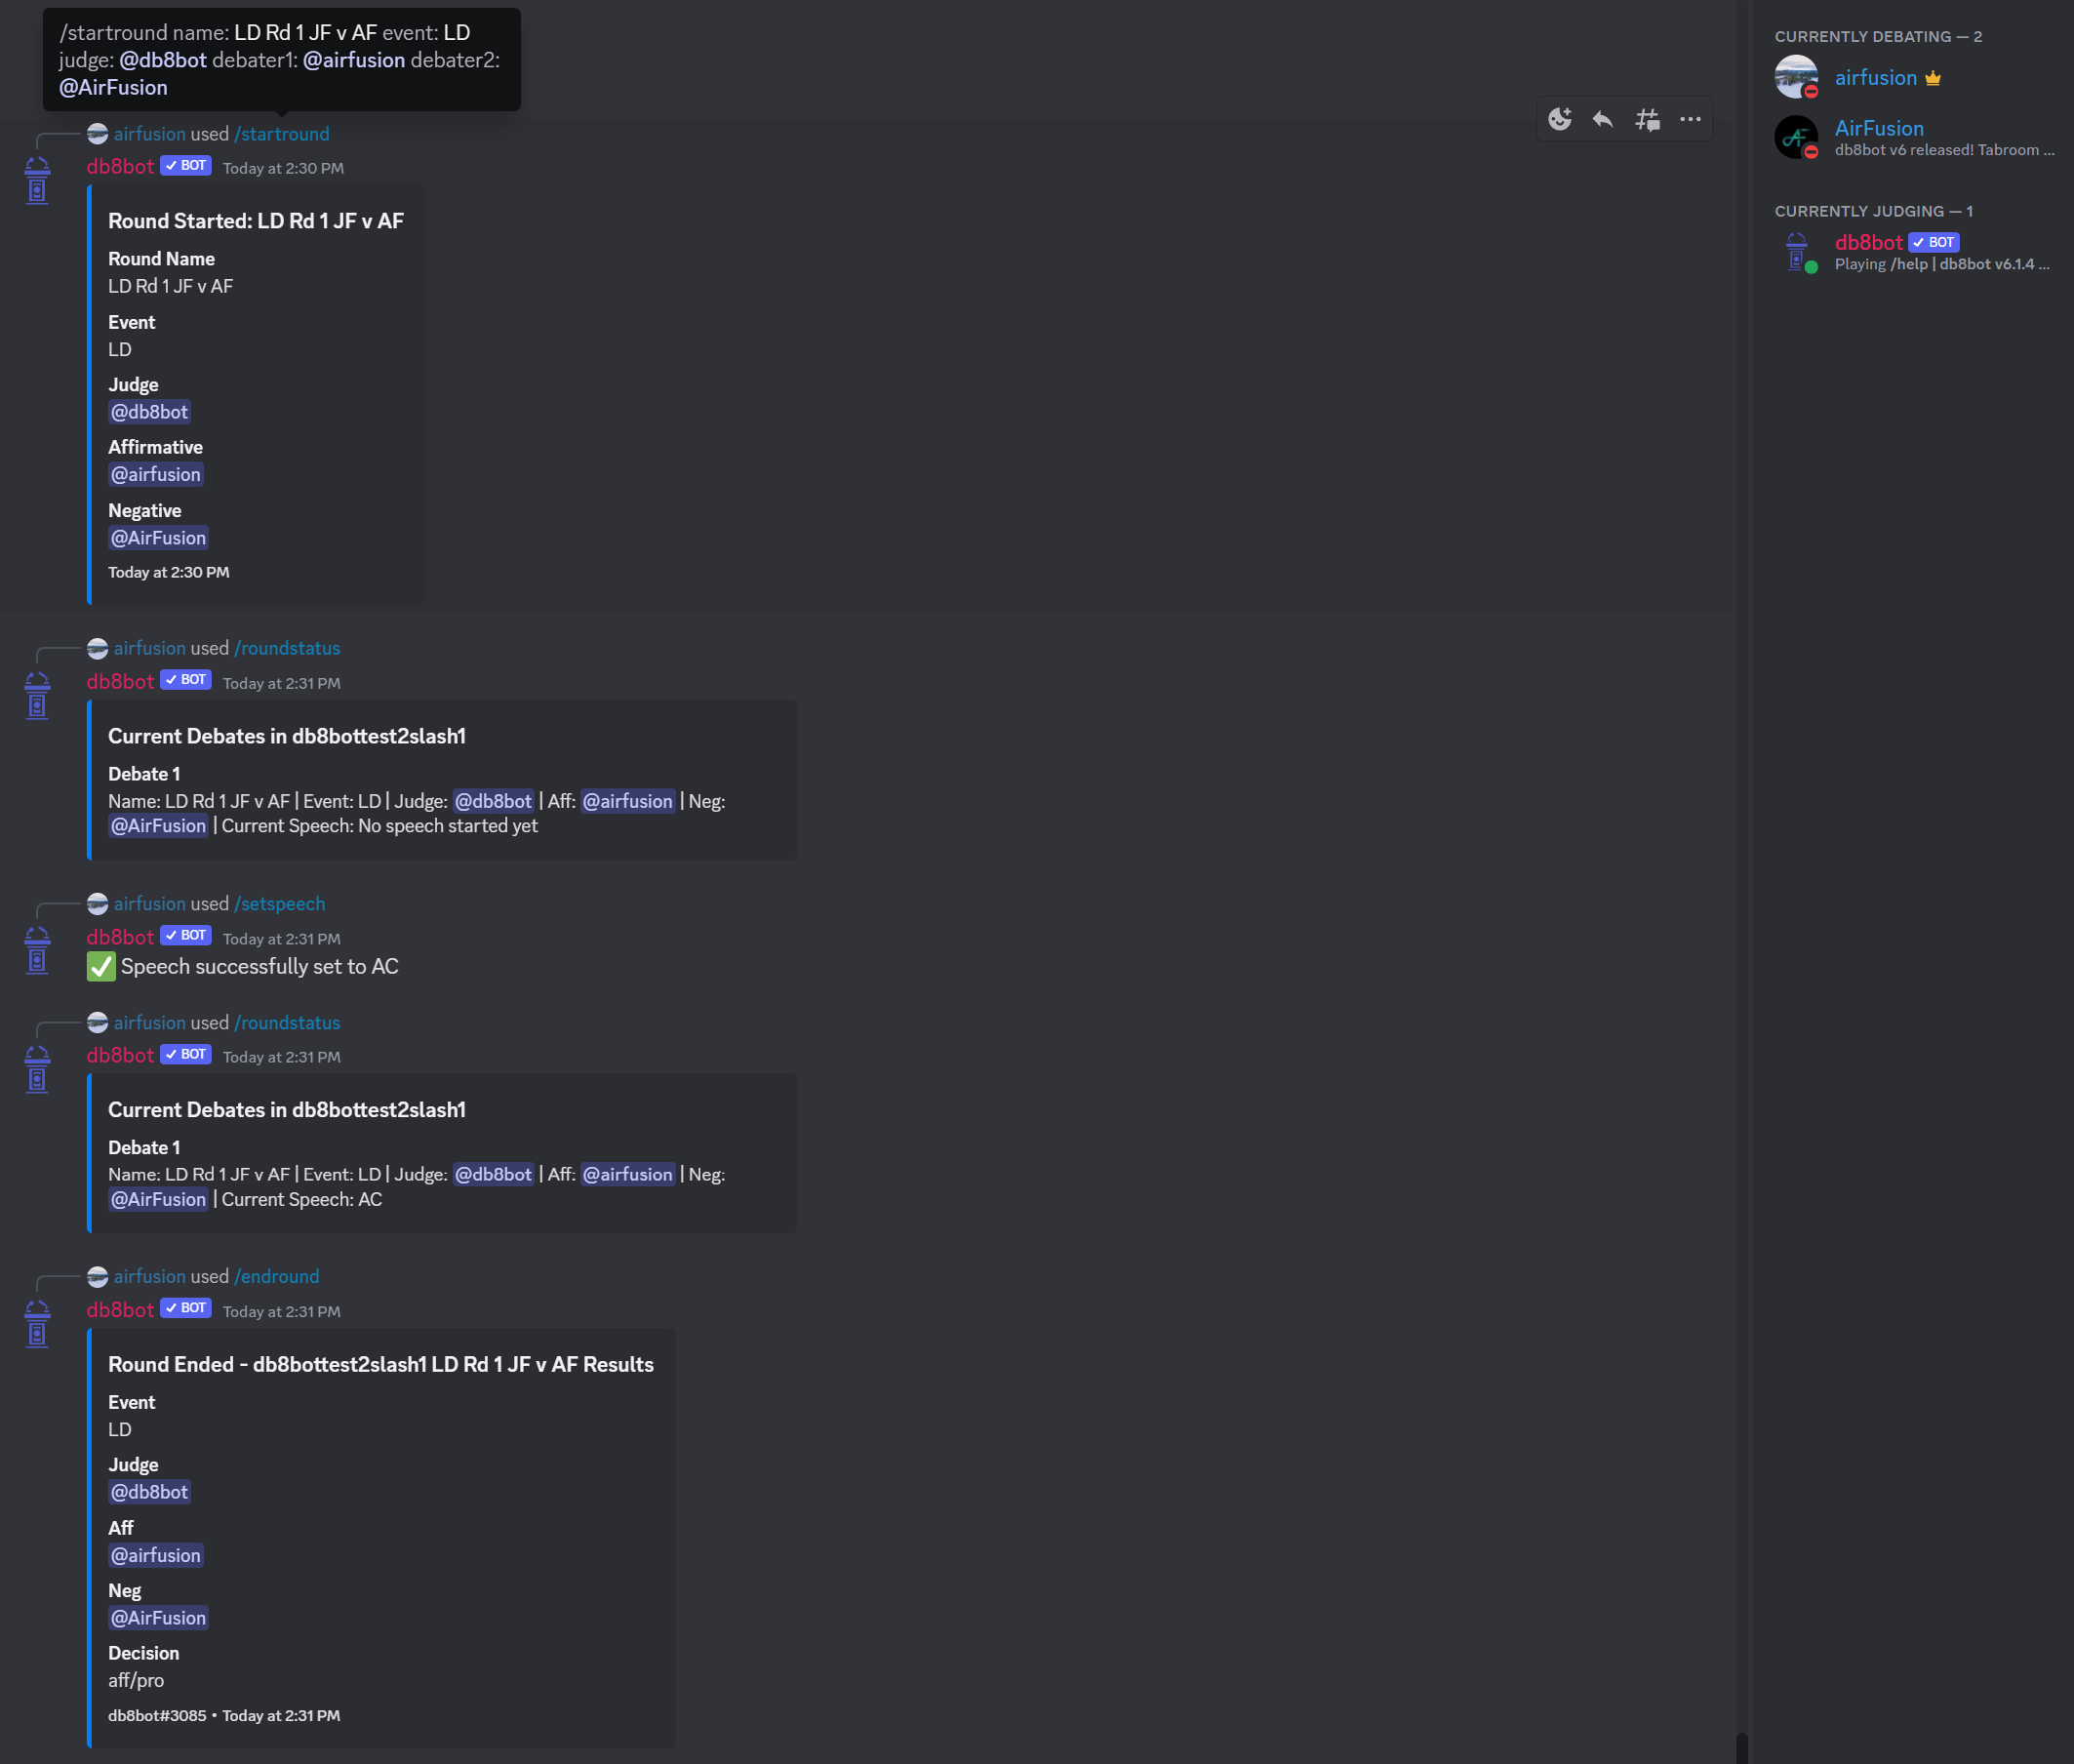 /startround name: LD Rd 1 JF v AF event: LD
judge: @db8bot debater1: @airfusion debater2:
@AirFusion
airfusion used /startround
db8bot BOT Today at 2:30 PM
Round Started: LD Rd 1 JF v AF
Round Name
LD Rd 1 JF v AF
Event
LD
Judge
@db8bot
Affirmative
@airfusion
Negative
@AirFusion
Today at 2:30 PM
airfusion used /roundstatus
db8bot BOT Today at 2:31 PM
Current Debates in db8bottest2slash1
Debate 1
Name: LD Rd 1 JF v AF | Event: LD | Judge: @db8bot | Aff: @airfusion | Neg:
@AirFusion | Current Speech: No speech started yet
airfusion used /setspeech
db8bot BOT Today at 2:31 PM
Speech successfully set to AC
airfusion used /roundstatus
db8bot BOT Today at 2:31 PM
Current Debates in db8bottest2slash1
Debate 1
Name: LD Rd 1 JF v AF | Event: LD | Judge: @db8bot | Aff: @airfusion | Neg:
@AirFusion | Current Speech: AC
airfusion used /endround
db8bot BOT Today at 2:31 PM
Round Ended - db8bottest2slash1 LD Rd 1 JF v AF Results
Event
LD
Judge
@db8bot
Aff
@airfusion
Neg
@AirFusion
Decision
aff/pro
db8bot#3085 • Today at 2:31 PM
CURRENTLY DEBATING — 2
airfusion
AirFusion
db8bot v6 released! Tabroom ...
CURRENTLY JUDGING — 1
db8bot BOT
Playing /help | db8bot v6.1.4 ...